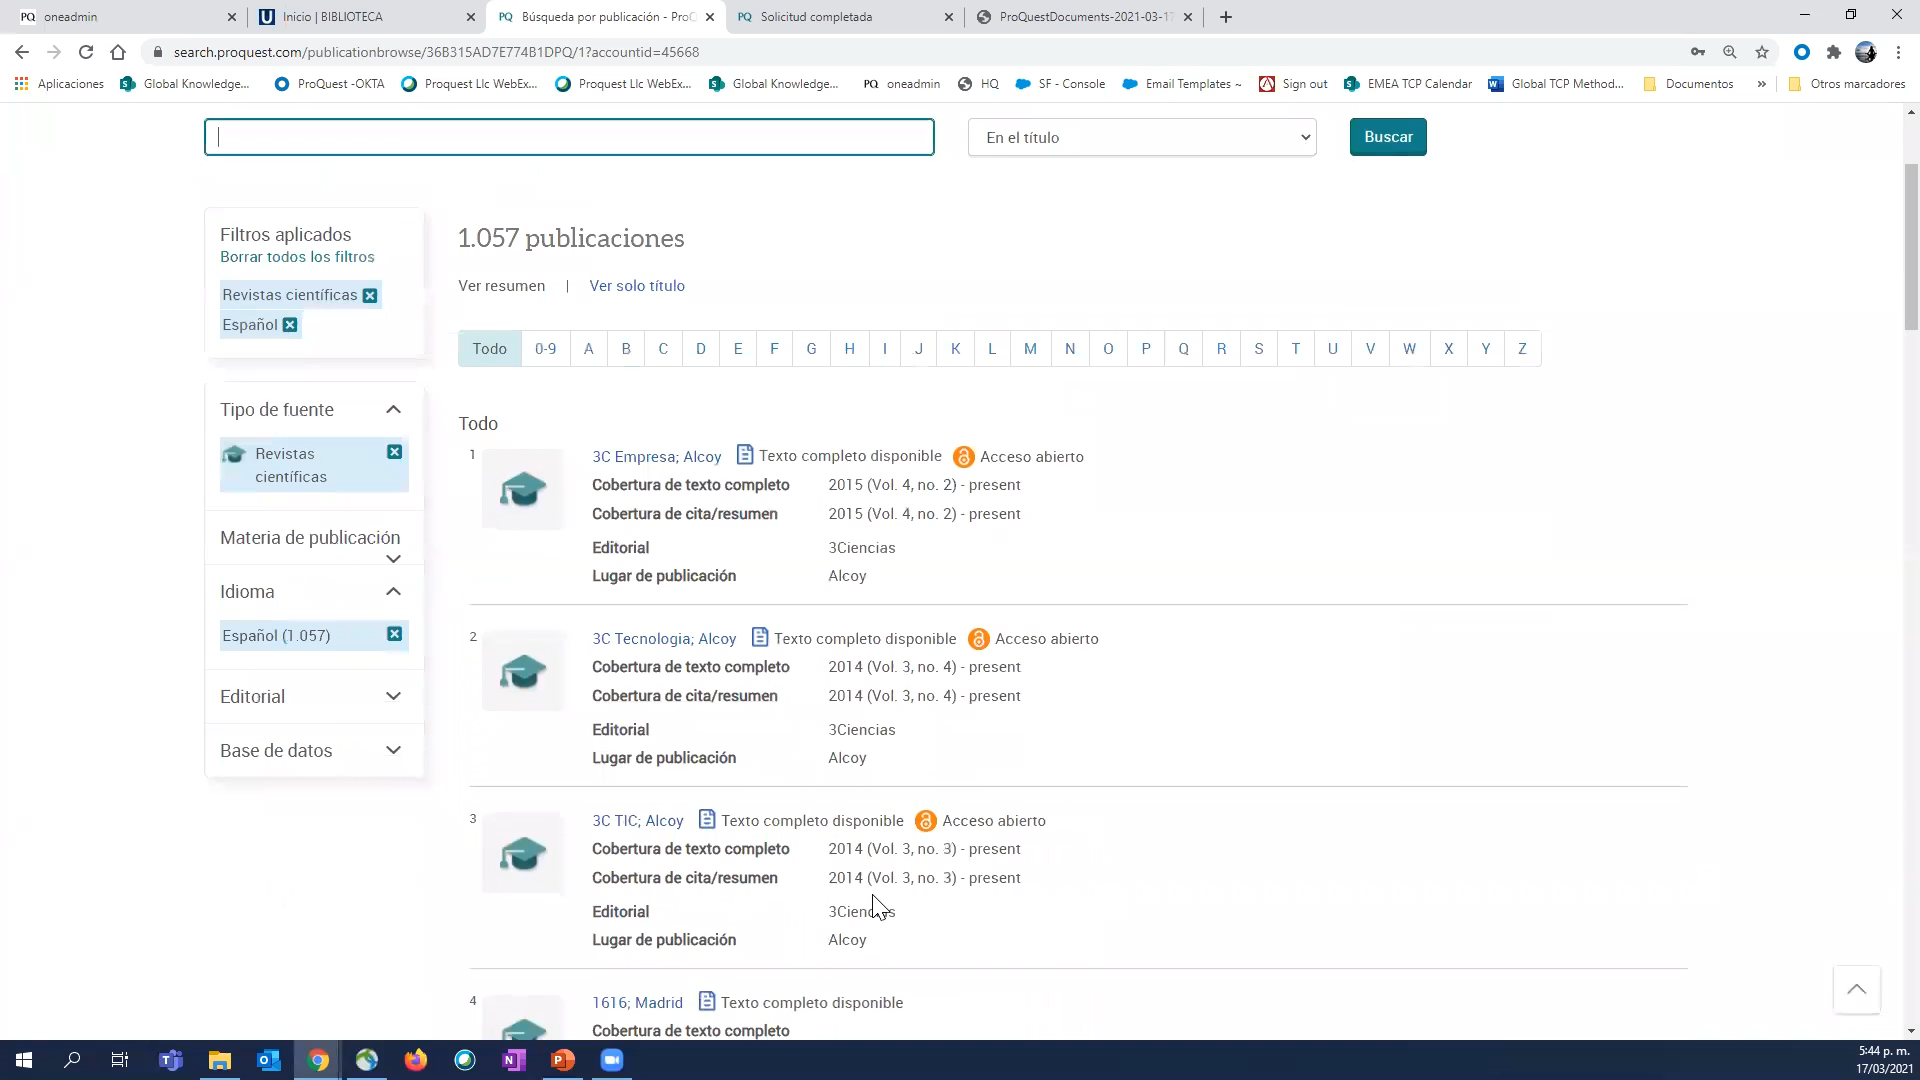 oneadmin
Inicio | BIBLIOTECA
Búsqueda por publicación - ProQ
Solicitud completada
ProQuestDocuments-2021-03-17
search.proquest.com/publicationbrowse/36B315AD7E774B1DPQ/1?accountid=45668
Aplicaciones
Global Knowledge...
ProQuest -OKTA
Proquest Llc WebEx...
Proquest Llc WebEx...
Global Knowledge...
PQ oneadmin
HQ
SF - Console
Email Templates ~
Sign out
EMEA TCP Calendar
Global TCP Method...
Documentos
»
Otros marcadores
En el título
Buscar
Filtros aplicados
Borrar todos los filtros
Revistas científicas
Español
1.057 publicaciones
Ver resumen | Ver solo título
Todo 0-9 A B C D E F G H I J K L M N O P Q R S T U V W X Y Z
Tipo de fuente
Revistas
científicas
Materia de publicación
Idioma
Español (1.057)
Editorial
Base de datos
Todo
1 3C Empresa; Alcoy Texto completo disponible Acceso abierto
Cobertura de texto completo 2015 (Vol. 4, no. 2) - present
Cobertura de cita/resumen 2015 (Vol. 4, no. 2) - present
Editorial 3Ciencias
Lugar de publicación Alcoy
2 3C Tecnologia; Alcoy Texto completo disponible Acceso abierto
Cobertura de texto completo 2014 (Vol. 3, no. 4) - present
Cobertura de cita/resumen 2014 (Vol. 3, no. 4) - present
Editorial 3Ciencias
Lugar de publicación Alcoy
3 3C TIC; Alcoy Texto completo disponible Acceso abierto
Cobertura de texto completo 2014 (Vol. 3, no. 3) - present
Cobertura de cita/resumen 2014 (Vol. 3, no. 3) - present
Editorial 3Ciencias
Lugar de publicación Alcoy
4 1616; Madrid Texto completo disponible
Cobertura de texto completo
5:44 p. m.
17/03/2021